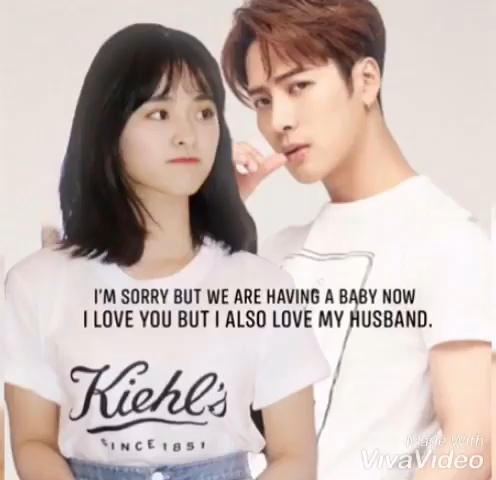 I'M SORRY BUT WE ARE HAVING A BABY NOW
I LOVE YOU BUT I ALSO LOVE MY HUSBAND.
Kiehl's
SINCE 1851
Made With
VivaVideo